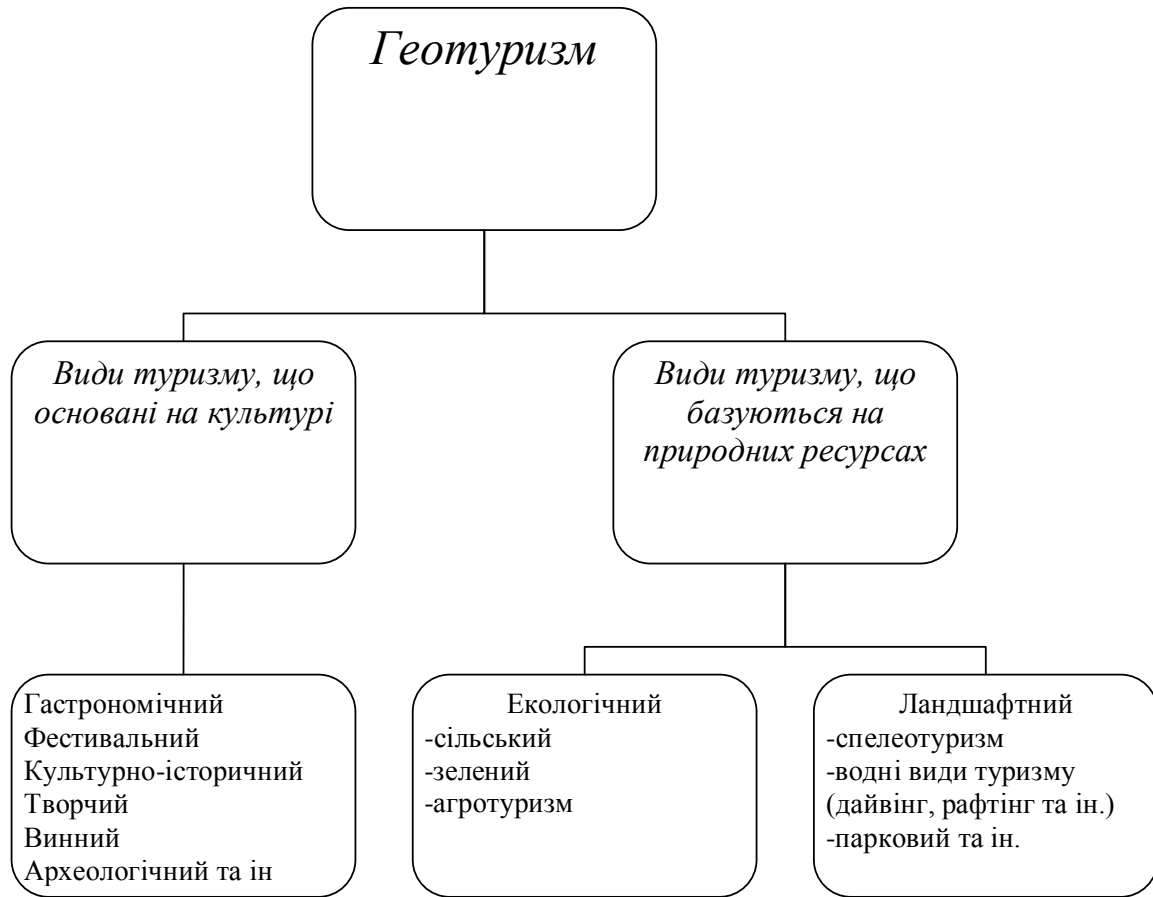 Геотуризм
Види туризму, що
основані на культурі
Види туризму, що
базуються на
природних ресурсах
Гастрономічний
Фестивальний
Культурно-історичний
Творчий
Винний
Археологічний та ін
Екологічний
-сільський
-зелений
-агротуризм
Ландшафтний
-спелеотуризм
-водні види туризму
(дайвінг, рафтінг та ін.)
-парковий та ін.